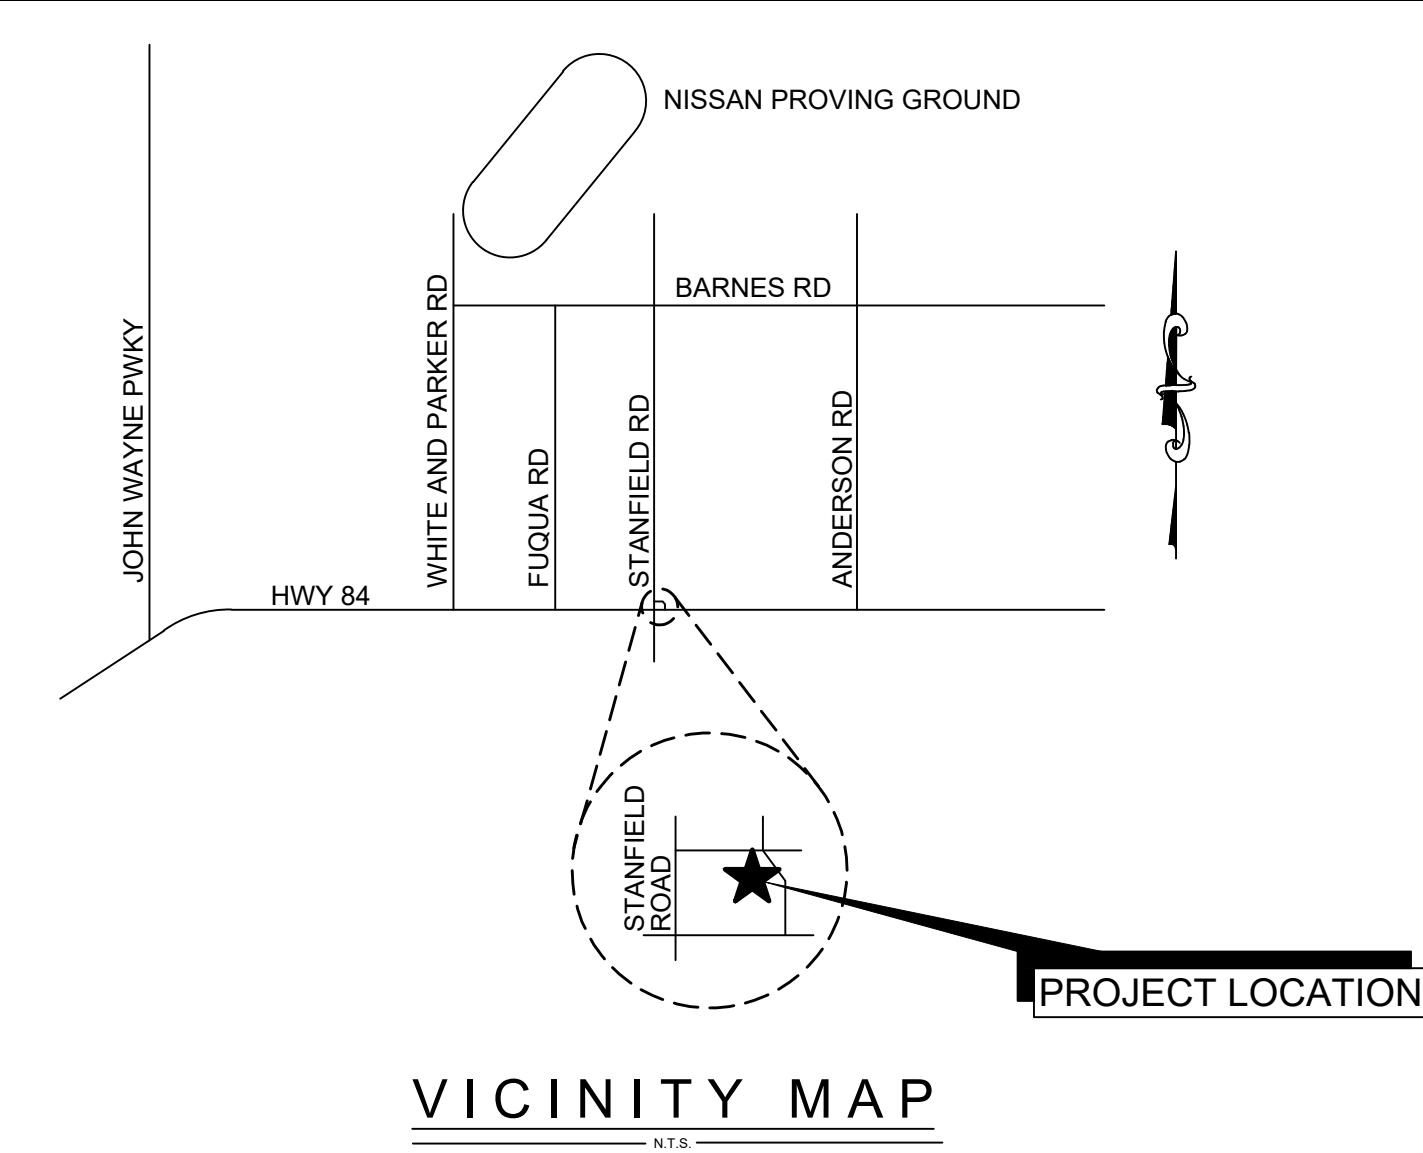 NISSAN PROVING GROUND
BARNES RD
JOHN WAYNE PWKY
WHITE AND PARKER RD
FUQUA RD
STANFIELD RD
ANDERSON RD
HWY 84
STANFIELD
ROAD
PROJECT LOCATION
VICINITY MAP
N.T.S.